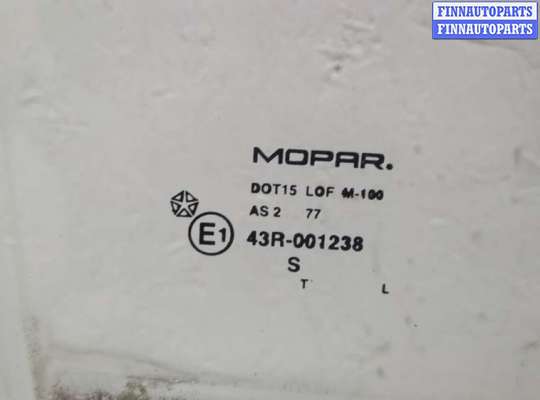 FINNAUTOPARTS
FINNAUTOPARTS
MOPAR.
DOT15 LOF M-100
AS 2 77
E1 43R-001238
S
T L